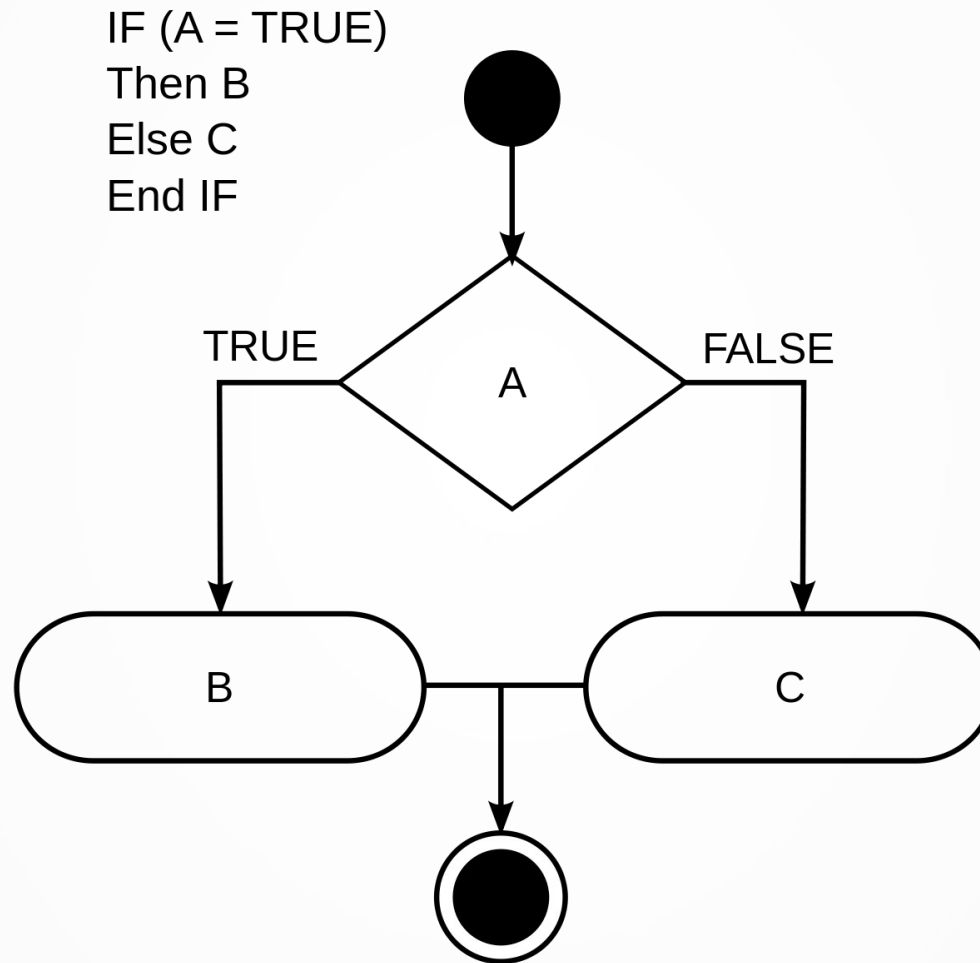 IF (A = TRUE)
Then B
Else C
End IF
TRUE
FALSE
A
B
C